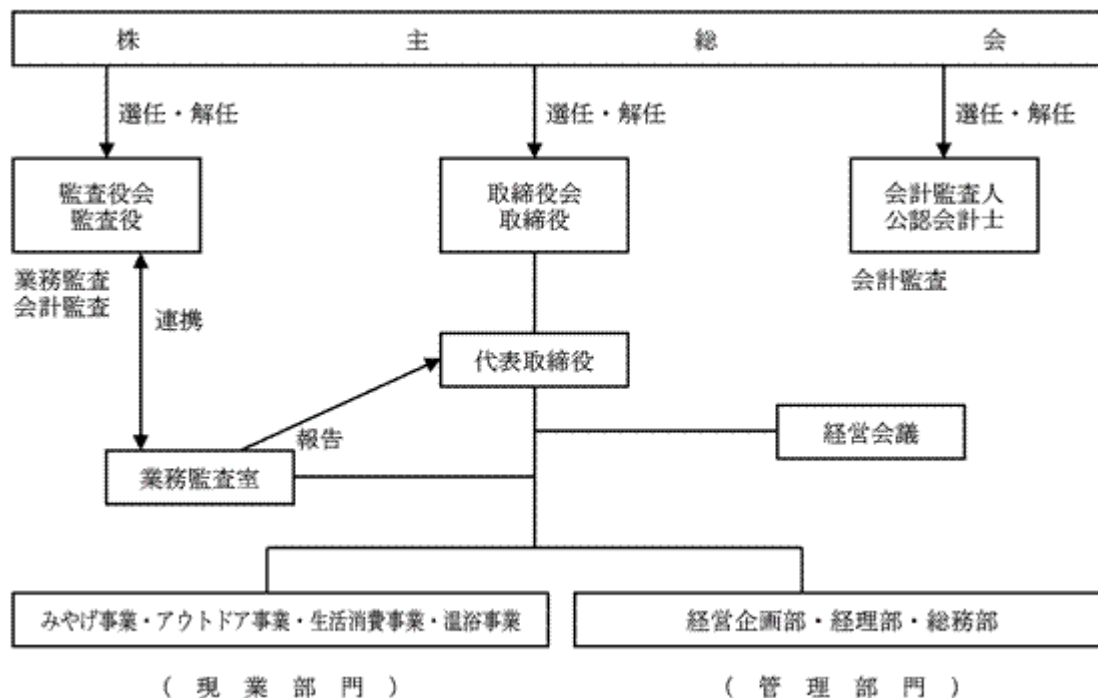 株主総会
選任・解任
選任・解任
選任・解任
監査役会
監査役
取締役会
取締役
会計監査人
公認会計士
業務監査
会計監査
会計監査
連携
代表取締役
報告
経営会議
業務監査室
みやげ事業・アウトドア事業・生活消費事業・温浴事業
経営企画部・経理部・総務部
(現業部門)
(管理部門)